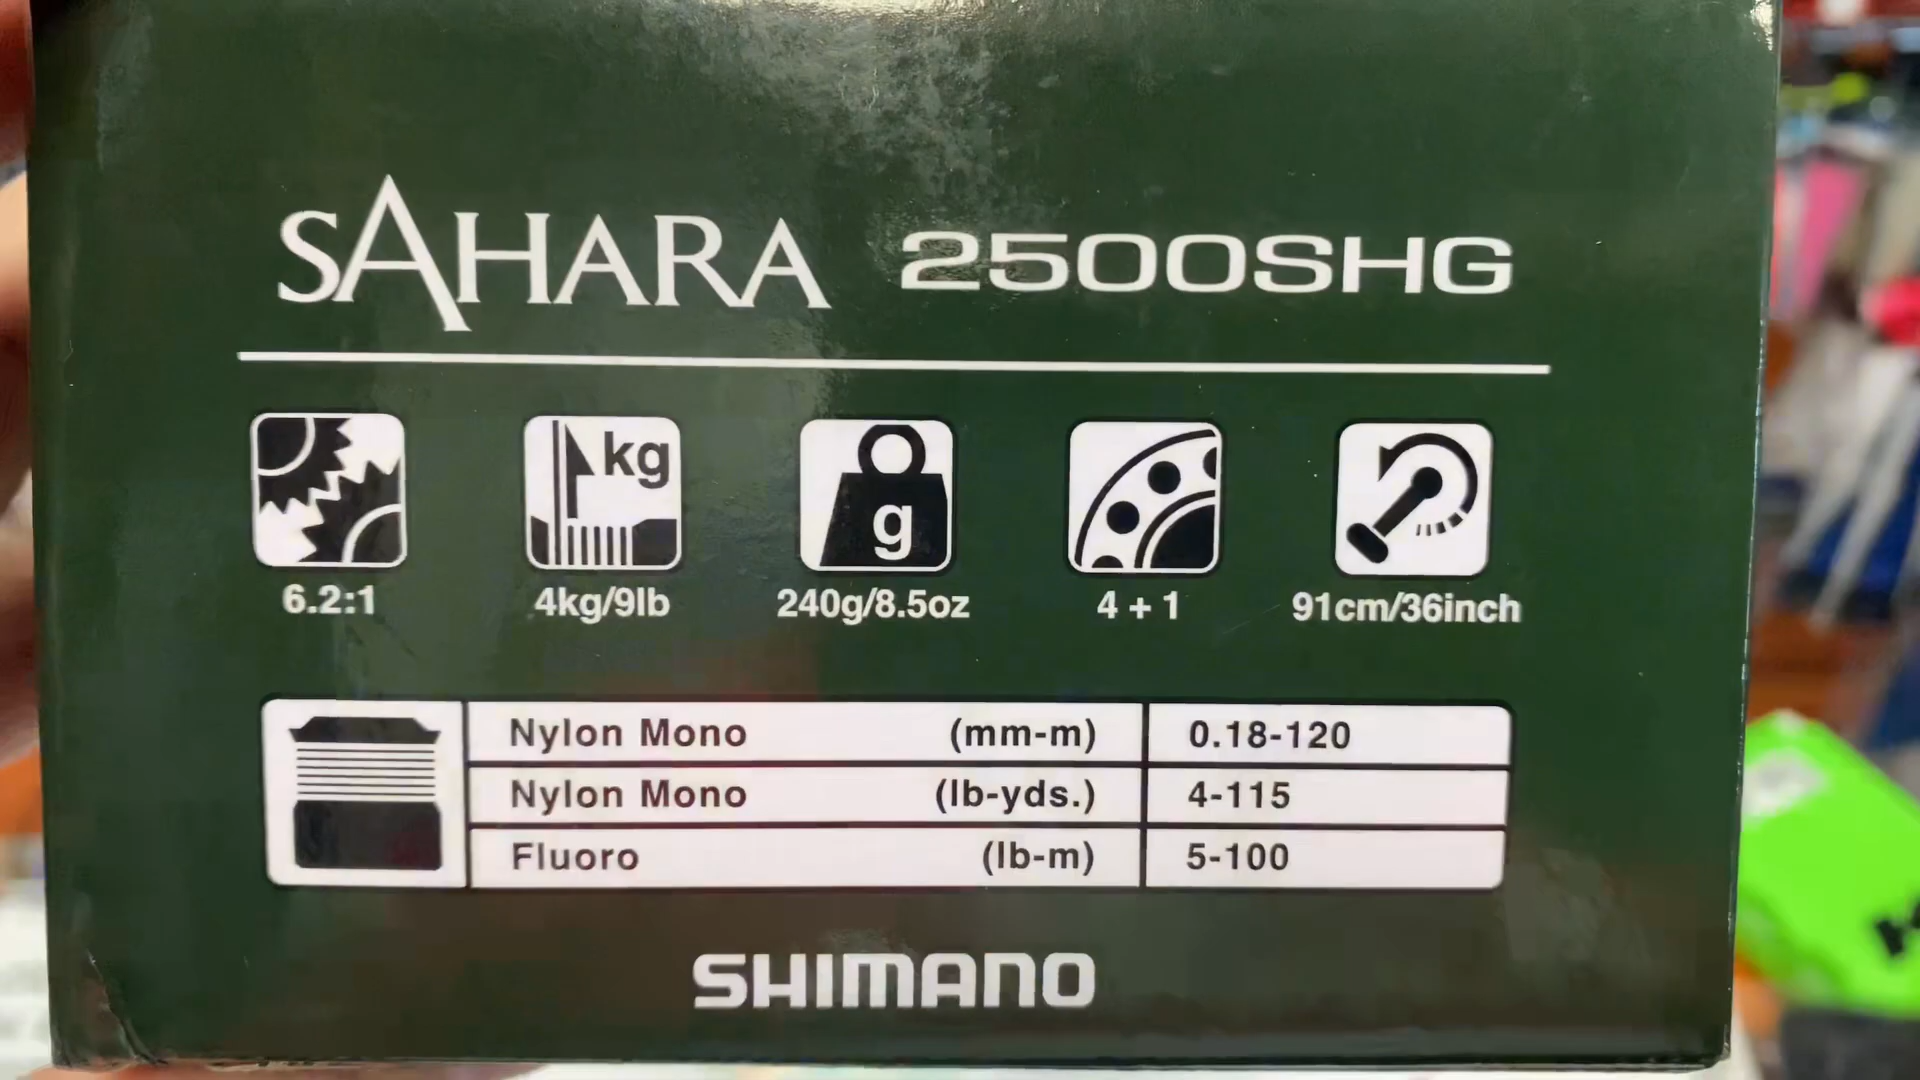 SAHARA 2500SHG
kg
g
6.2:1 4kg/9lb 240g/8.5oz 4 + 1 91cm/36inch
Nylon Mono (mm-m) 0.18-120
Nylon Mono (lb-yds.) 4-115
Fluoro (lb-m) 5-100
SHIMANO